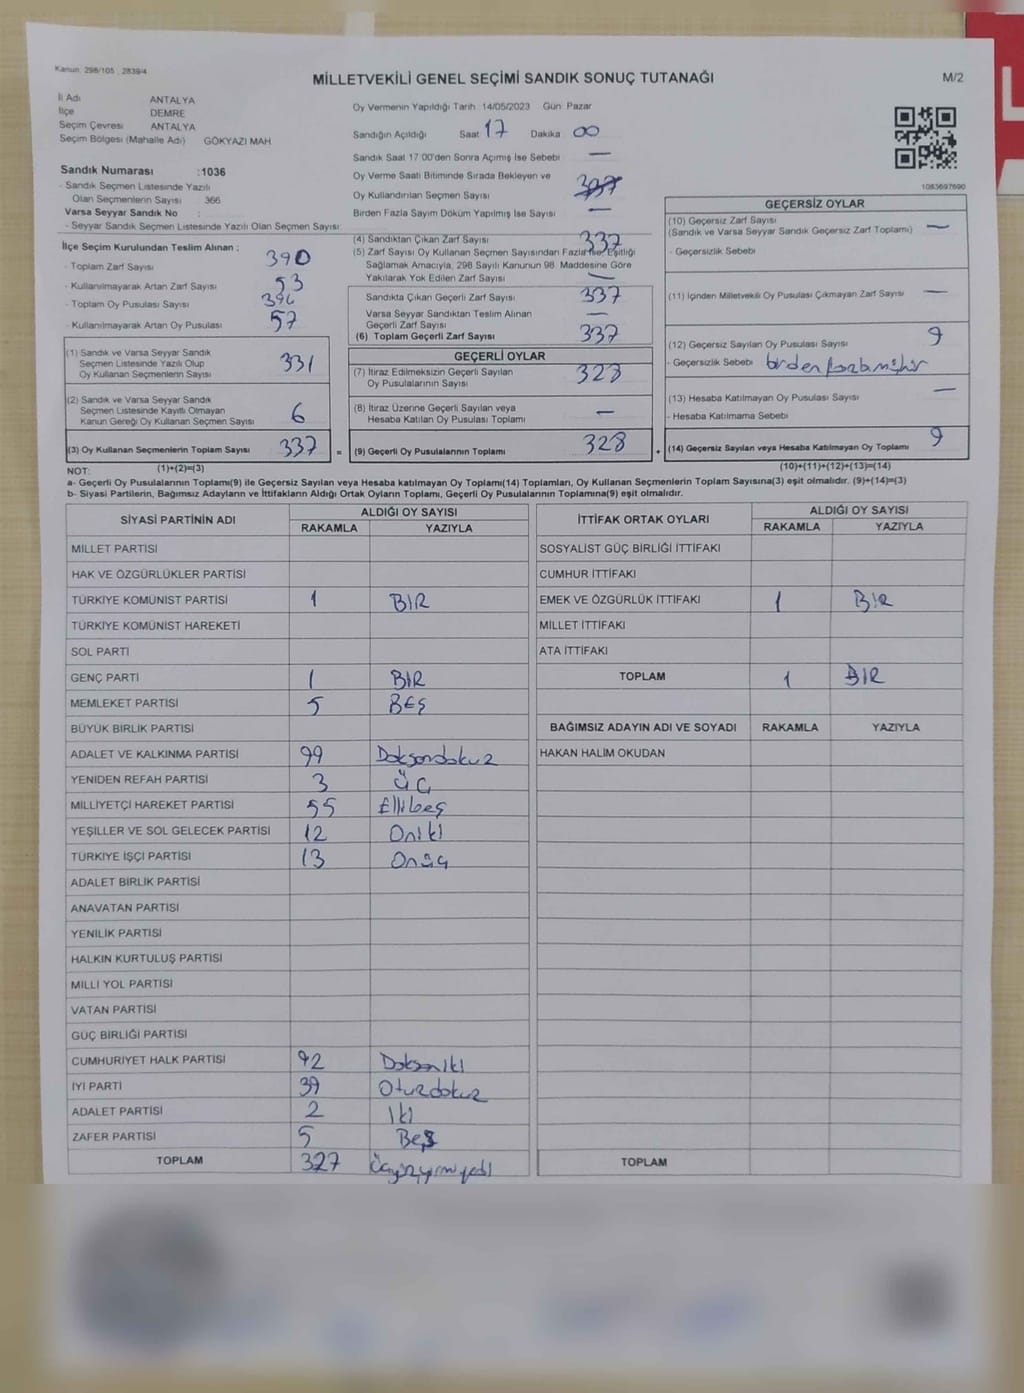 Kanun: 298/105 , 2839/4
MİLLETVEKİLİ GENEL SEÇİMİ SANDIK SONUÇ TUTANAĞI
M/2
İl Adı ANTALYA
İlçe DEMRE
Seçim Çevresi ANTALYA
Seçim Bölgesi (Mahalle Adı) GÖKYAZI MAH
Oy Vermenin Yapıldığı Tarih 14/05/2023 Gün Pazar
Sandığın Açıldığı Saat 17 Dakika 00
Sandık Saat 17:00'den Sonra Açılmış İse Sebebi —
Oy Verme Saati Bitiminde Sırada Bekleyen ve
Oy Kullandırılan Seçmen Sayısı
Birden Fazla Sayım Döküm Yapılmış İse Sayısı —
1083697690
Sandık Numarası :1036
- Sandık Seçmen Listesinde Yazılı
Olan Seçmenlerin Sayısı : 366
Varsa Seyyar Sandık No :
- Seyyar Sandık Seçmen Listesinde Yazılı Olan Seçmen Sayısı:
İlçe Seçim Kurulundan Teslim Alınan :
- Toplam Zarf Sayısı 390
- Kullanılmayarak Artan Zarf Sayısı 53
- Toplam Oy Pusulası Sayısı
- Kullanılmayarak Artan Oy Pusulası 57
(1) Sandık ve Varsa Seyyar Sandık
Seçmen Listesinde Yazılı Olup
Oy Kullanan Seçmenlerin Sayısı 331
(2) Sandık ve Varsa Seyyar Sandık
Seçmen Listesinde Kayıtlı Olmayan
Kanun Gereği Oy Kullanan Seçmen Sayısı 6
(3) Oy Kullanan Seçmenlerin Toplam Sayısı 337 =
(1)+(2)=(3)
(4) Sandıktan Çıkan Zarf Sayısı 337
(5) Zarf Sayısı Oy Kullanan Seçmen Sayısından Fazla İse, Eşitliği
Sağlamak Amacıyla, 298 Sayılı Kanunun 98. Maddesine Göre
Yakılarak Yok Edilen Zarf Sayısı —
Sandıkta Çıkan Geçerli Zarf Sayısı 337
Varsa Seyyar Sandıktan Teslim Alınan
Geçerli Zarf Sayısı —
(6) Toplam Geçerli Zarf Sayısı 337
GEÇERLİ OYLAR
(7) İtiraz Edilmeksizin Geçerli Sayılan
Oy Pusulalarının Sayısı 328
(8) İtiraz Üzerine Geçerli Sayılan veya
Hesaba Katılan Oy Pusulası Toplamı —
(9) Geçerli Oy Pusulalarının Toplamı 328 +
GEÇERSİZ OYLAR
(10) Geçersiz Zarf Sayısı
(Sandık ve Varsa Seyyar Sandık Geçersiz Zarf Toplamı) —
- Geçersizlik Sebebi
(11) İçinden Milletvekili Oy Pusulası Çıkmayan Zarf Sayısı —
(12) Geçersiz Sayılan Oy Pusulası Sayısı 9
- Geçersizlik Sebebi birden fazla mühür
(13) Hesaba Katılmayan Oy Pusulası Sayısı —
- Hesaba Katılmama Sebebi
(14) Geçersiz Sayılan veya Hesaba Katılmayan Oy Toplamı 9
(10)+(11)+(12)+(13)=(14)
NOT:
a- Geçerli Oy Pusulalarının Toplamı(9) ile Geçersiz Sayılan veya Hesaba katılmayan Oy Toplamı(14) Toplamları, Oy Kullanan Seçmenlerin Toplam Sayısına(3) eşit olmalıdır. (9)+(14)=(3)
b- Siyasi Partilerin, Bağımsız Adayların ve İttifakların Aldığı Ortak Oyların Toplamı, Geçerli Oy Pusulalarının Toplamına(9) eşit olmalıdır.
SİYASİ PARTİNİN ADI ALDIĞI OY SAYISI
RAKAMLA YAZIYLA
MİLLET PARTİSİ
HAK VE ÖZGÜRLÜKLER PARTİSİ
TÜRKİYE KOMÜNİST PARTİSİ 1 BİR
TÜRKİYE KOMÜNİST HAREKETİ
SOL PARTİ
GENÇ PARTİ 1 BİR
MEMLEKET PARTİSİ 5 BEŞ
BÜYÜK BİRLİK PARTİSİ
ADALET VE KALKINMA PARTİSİ 99 Doksandokuz
YENİDEN REFAH PARTİSİ 3 ÜÇ
MİLLİYETÇİ HAREKET PARTİSİ 55 Ellibeş
YEŞİLLER VE SOL GELECEK PARTİSİ 12 Oniki
TÜRKİYE İŞÇİ PARTİSİ 13 Onüç
ADALET BİRLİK PARTİSİ
ANAVATAN PARTİSİ
YENİLİK PARTİSİ
HALKIN KURTULUŞ PARTİSİ
MİLLİ YOL PARTİSİ
VATAN PARTİSİ
GÜÇ BİRLİĞİ PARTİSİ
CUMHURİYET HALK PARTİSİ 92 Doksaniki
İYİ PARTİ 39 Otuzdokuz
ADALET PARTİSİ 2 İki
ZAFER PARTİSİ 5 Beş
TOPLAM 327 Üçyüzyirmiyedi
İTTİFAK ORTAK OYLARI ALDIĞI OY SAYISI
RAKAMLA YAZIYLA
SOSYALİST GÜÇ BİRLİĞİ İTTİFAKI
CUMHUR İTTİFAKI
EMEK VE ÖZGÜRLÜK İTTİFAKI 1 BİR
MİLLET İTTİFAKI
ATA İTTİFAKI
TOPLAM 1 BİR
BAĞIMSIZ ADAYIN ADI VE SOYADI RAKAMLA YAZIYLA
HAKAN HALİM OKUDAN
TOPLAM